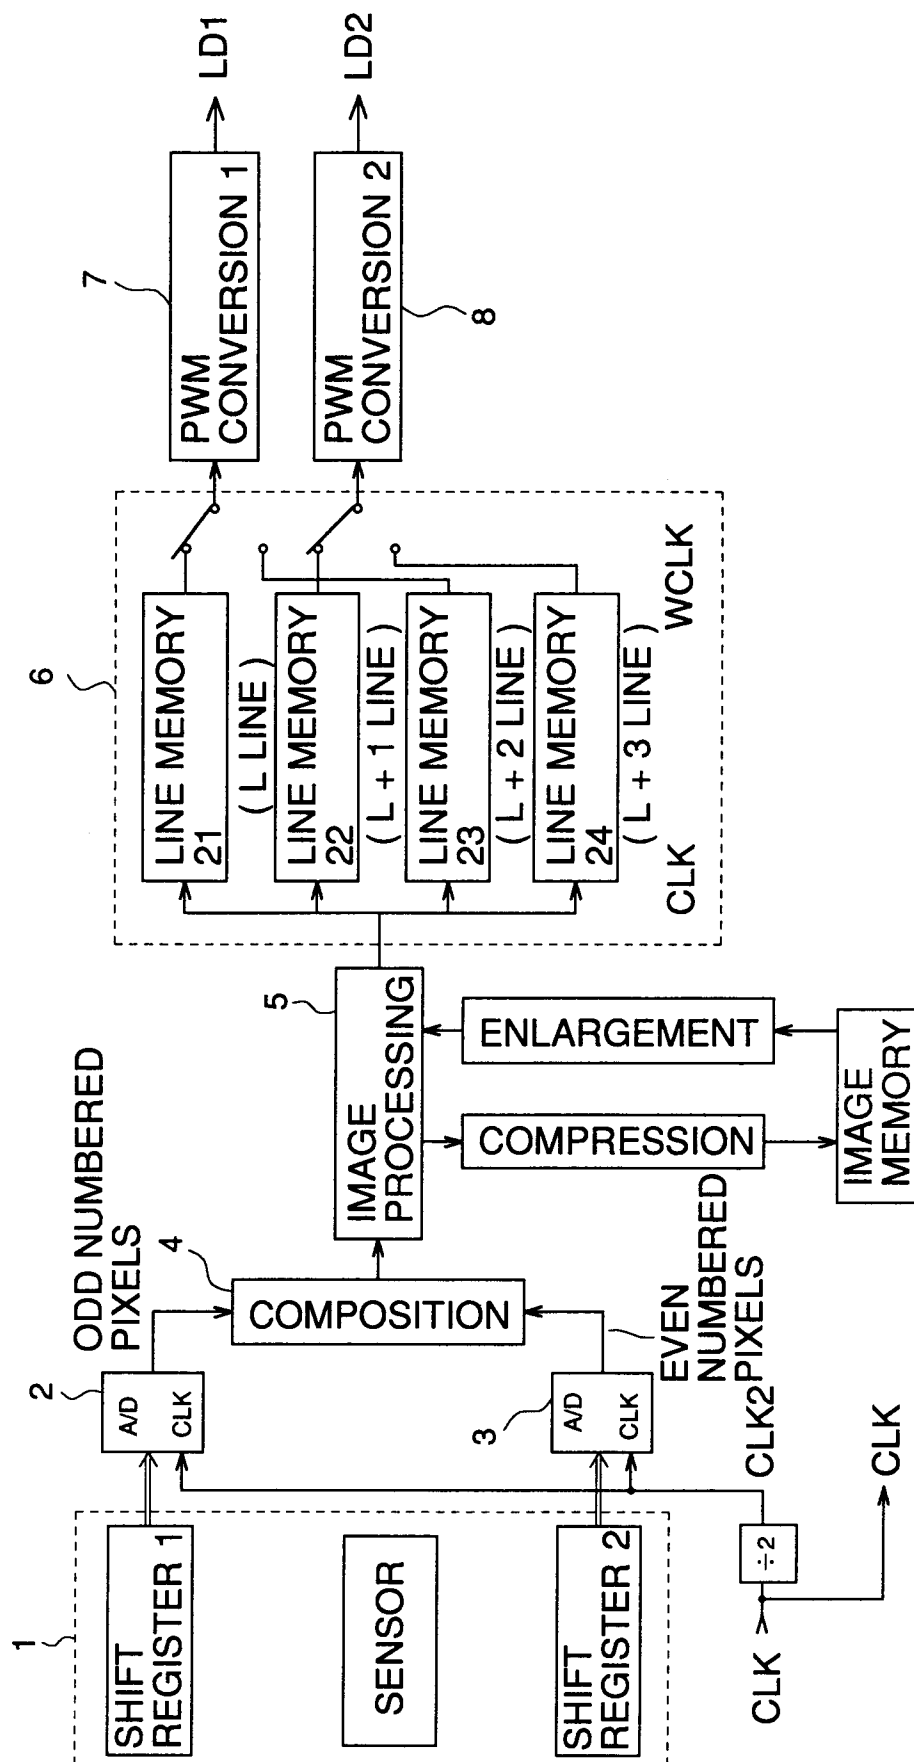 1
SHIFT
REGISTER 1
SENSOR
SHIFT
REGISTER 2
CLK
÷2
CLK
CLK2
2
A/D
CLK
3
A/D
CLK
ODD NUMBERED
PIXELS
EVEN
NUMBERED
PIXELS
4
COMPOSITION
5
IMAGE
PROCESSING
COMPRESSION
ENLARGEMENT
IMAGE
MEMORY
6
LINE MEMORY
21
( L LINE )
LINE MEMORY
22
( L + 1 LINE )
LINE MEMORY
23
( L + 2 LINE )
LINE MEMORY
24
( L + 3 LINE )
CLK
WCLK
7
PWM
CONVERSION 1
LD1
8
PWM
CONVERSION 2
LD2